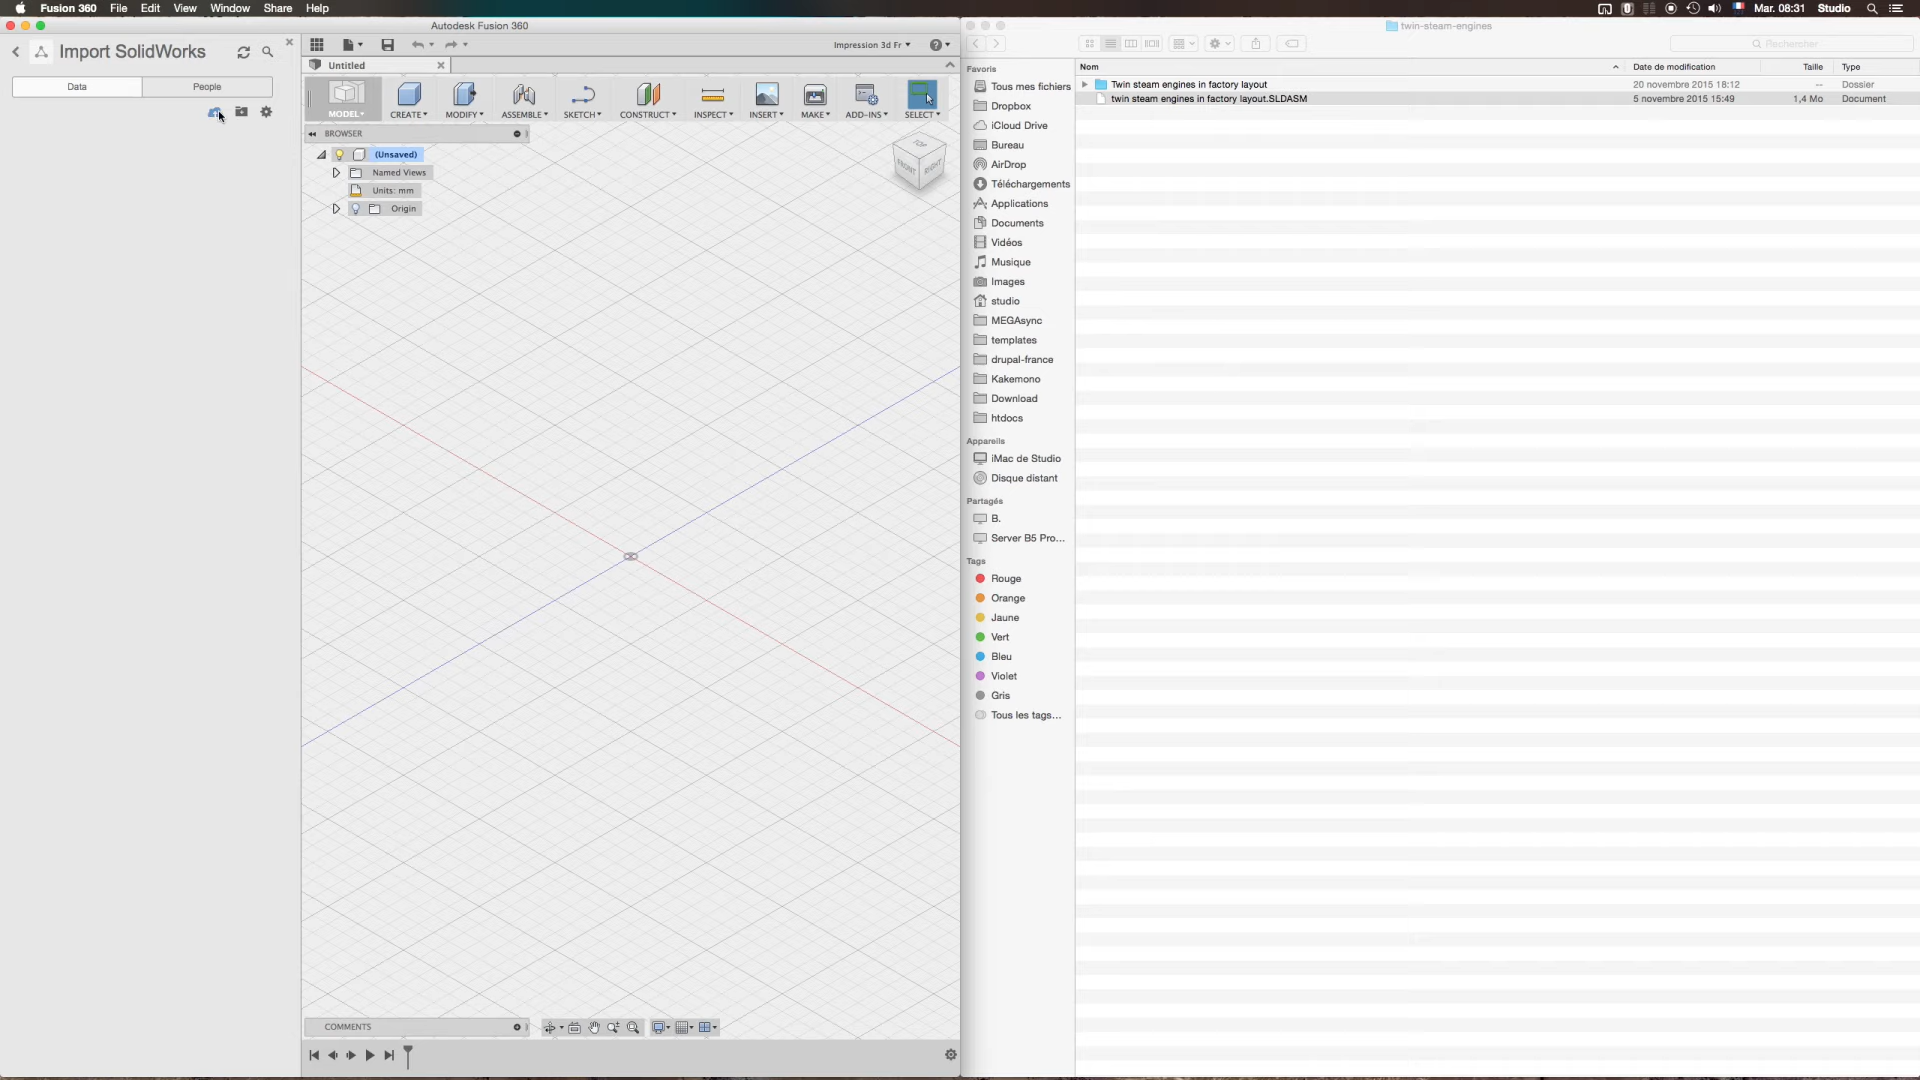 Fusion 360 File Edit View Window Share Help
Mar. 08:31 Studio
Autodesk Fusion 360
twin-steam-engines
Import SolidWorks
Impression 3d Fr
Rechercher
Data People
Untitled
MODEL CREATE MODIFY ASSEMBLE SKETCH CONSTRUCT INSPECT INSERT MAKE ADD-INS SELECT
BROWSER
(Unsaved)
Named Views
Units: mm
Origin
TOP
FRONT RIGHT
COMMENTS
Favoris
Tous mes fichiers
Dropbox
iCloud Drive
Bureau
AirDrop
Téléchargements
Applications
Documents
Vidéos
Musique
Images
studio
MEGAsync
templates
drupal-france
Kakemono
Download
htdocs
Appareils
iMac de Studio
Disque distant
Partagés
B.
Server B5 Pro...
Tags
Rouge
Orange
Jaune
Vert
Bleu
Violet
Gris
Tous les tags...
Nom Date de modification Taille Type
Twin steam engines in factory layout 20 novembre 2015 18:12 -- Dossier
twin steam engines in factory layout.SLDASM 5 novembre 2015 15:49 1,4 Mo Document